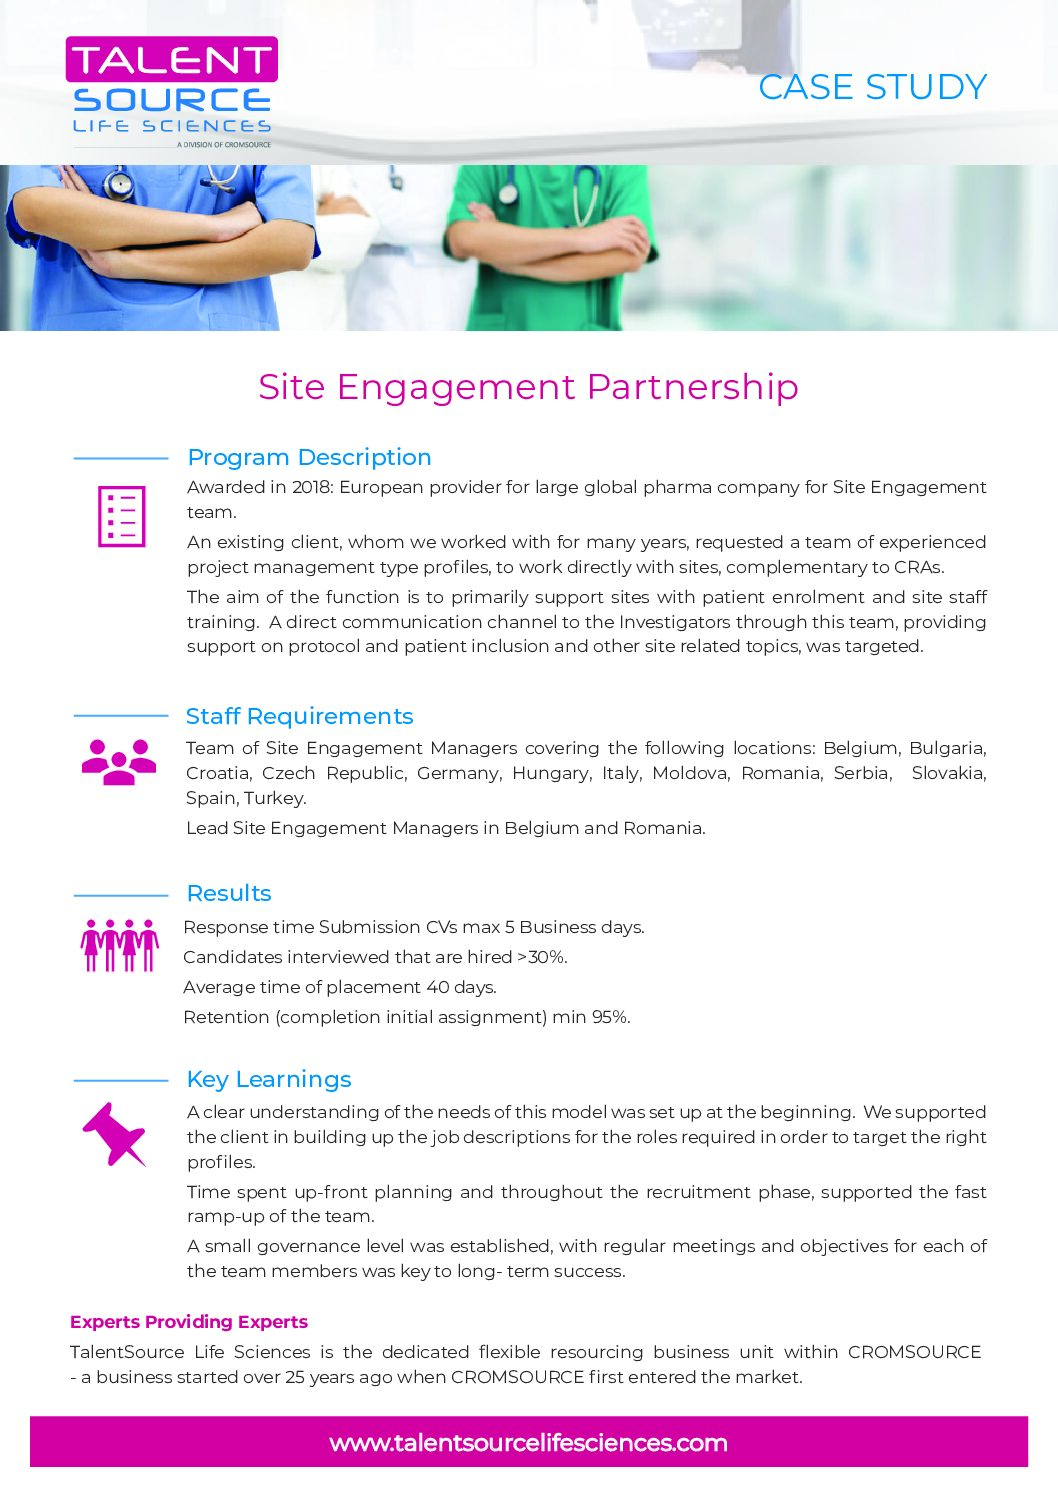 TALENT
SOURCE
LIFE SCIENCES
A DIVISION OF CROMSOURCE
CASE STUDY
Site Engagement Partnership
Program Description
Awarded in 2018: European provider for large global pharma company for Site Engagement
team.
An existing client, whom we worked with for many years, requested a team of experienced
project management type profiles, to work directly with sites, complementary to CRAs.
The aim of the function is to primarily support sites with patient enrolment and site staff
training.  A direct communication channel to the Investigators through this team, providing
support on protocol and patient inclusion and other site related topics, was targeted.
Staff Requirements
Team of Site Engagement Managers covering the following locations: Belgium, Bulgaria,
Croatia, Czech Republic, Germany, Hungary, Italy, Moldova, Romania, Serbia,  Slovakia,
Spain, Turkey.
Lead Site Engagement Managers in Belgium and Romania.
Results
Response time Submission CVs max 5 Business days.
Candidates interviewed that are hired >30%.
Average time of placement 40 days.
Retention (completion initial assignment) min 95%.
Key Learnings
A clear understanding of the needs of this model was set up at the beginning.  We supported
the client in building up the job descriptions for the roles required in order to target the right
profiles.
Time spent up-front planning and throughout the recruitment phase, supported the fast
ramp-up of the team.
A small governance level was established, with regular meetings and objectives for each of
the team members was key to long- term success.
Experts Providing Experts
TalentSource Life Sciences is the dedicated flexible resourcing business unit within CROMSOURCE
- a business started over 25 years ago when CROMSOURCE first entered the market.
www.talentsourcelifesciences.com